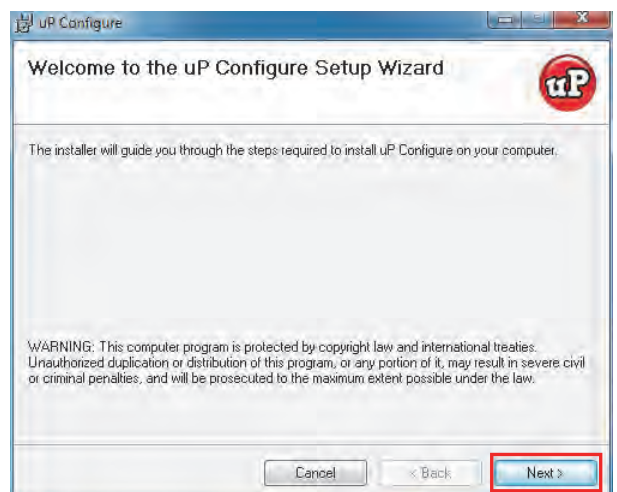 uP Configure
Welcome to the uP Configure Setup Wizard
uP
The installer will guide you through the steps required to install uP Configure on your computer.
WARNING: This computer program is protected by copyright law and international treaties.
Unauthorized duplication or distribution of this program, or any portion of it, may result in severe civil
or criminal penalties, and will be prosecuted to the maximum extent possible under the law.
Cancel
< Back
Next >